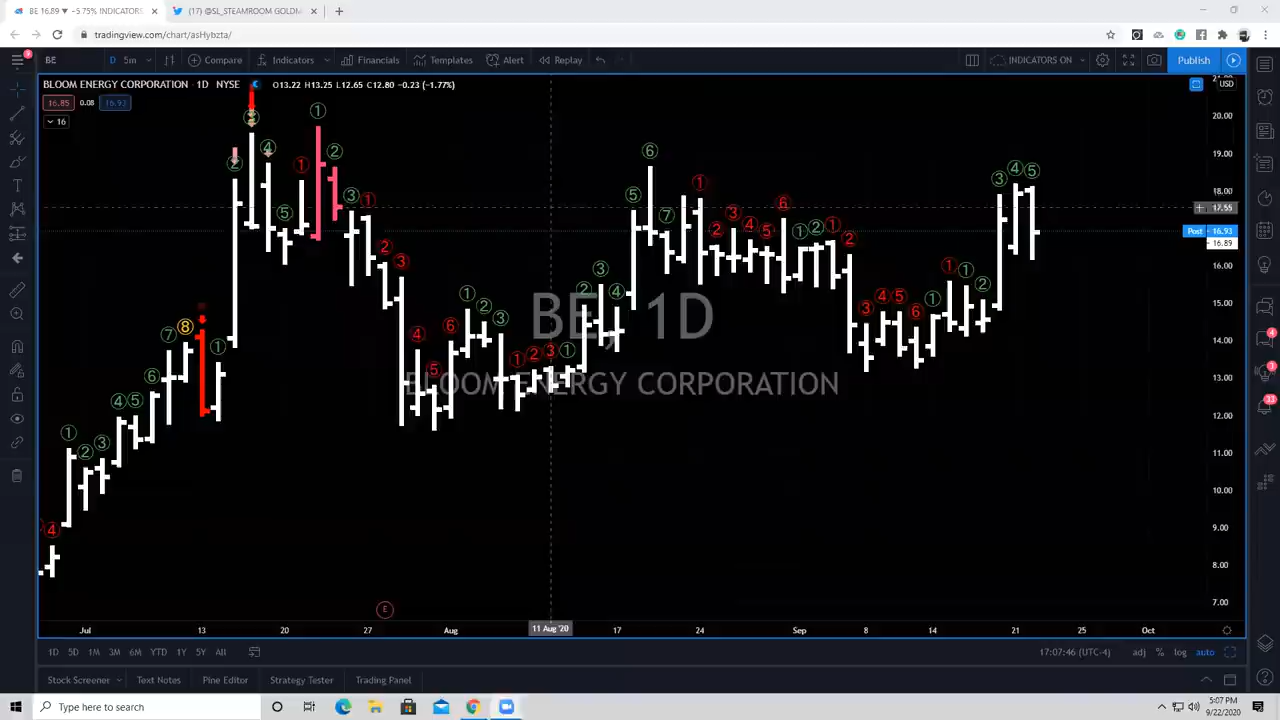 BE 16.89 ▼ −5.75% INDICATORS
(17) @SL_STEAMROOM GOLDM
tradingview.com/chart/asHybzta/
BE
D 5m
Compare
Indicators
Financials
Templates
Alert
Replay
INDICATORS ON
Publish
BLOOM ENERGY CORPORATION · 1D NYSE
O13.22 H13.25 L12.65 C12.80 −0.23 (−1.77%)
USD
16.85 0.08 16.93
16
20.00
19.00
18.00
17.55
Post 16.93
16.89
16.00
15.00
14.00
13.00
12.00
11.00
10.00
9.00
8.00
7.00
BE, 1D
BLOOM ENERGY CORPORATION
E
Jul 13 20 27 Aug 11 Aug '20 17 24 Sep 8 14 21 25 Oct
1D 5D 1M 3M 6M YTD 1Y 5Y All
17:07:46 (UTC-4) adj % log auto
Stock Screener
Text Notes
Pine Editor
Strategy Tester
Trading Panel
Type here to search
5:07 PM
9/22/2020